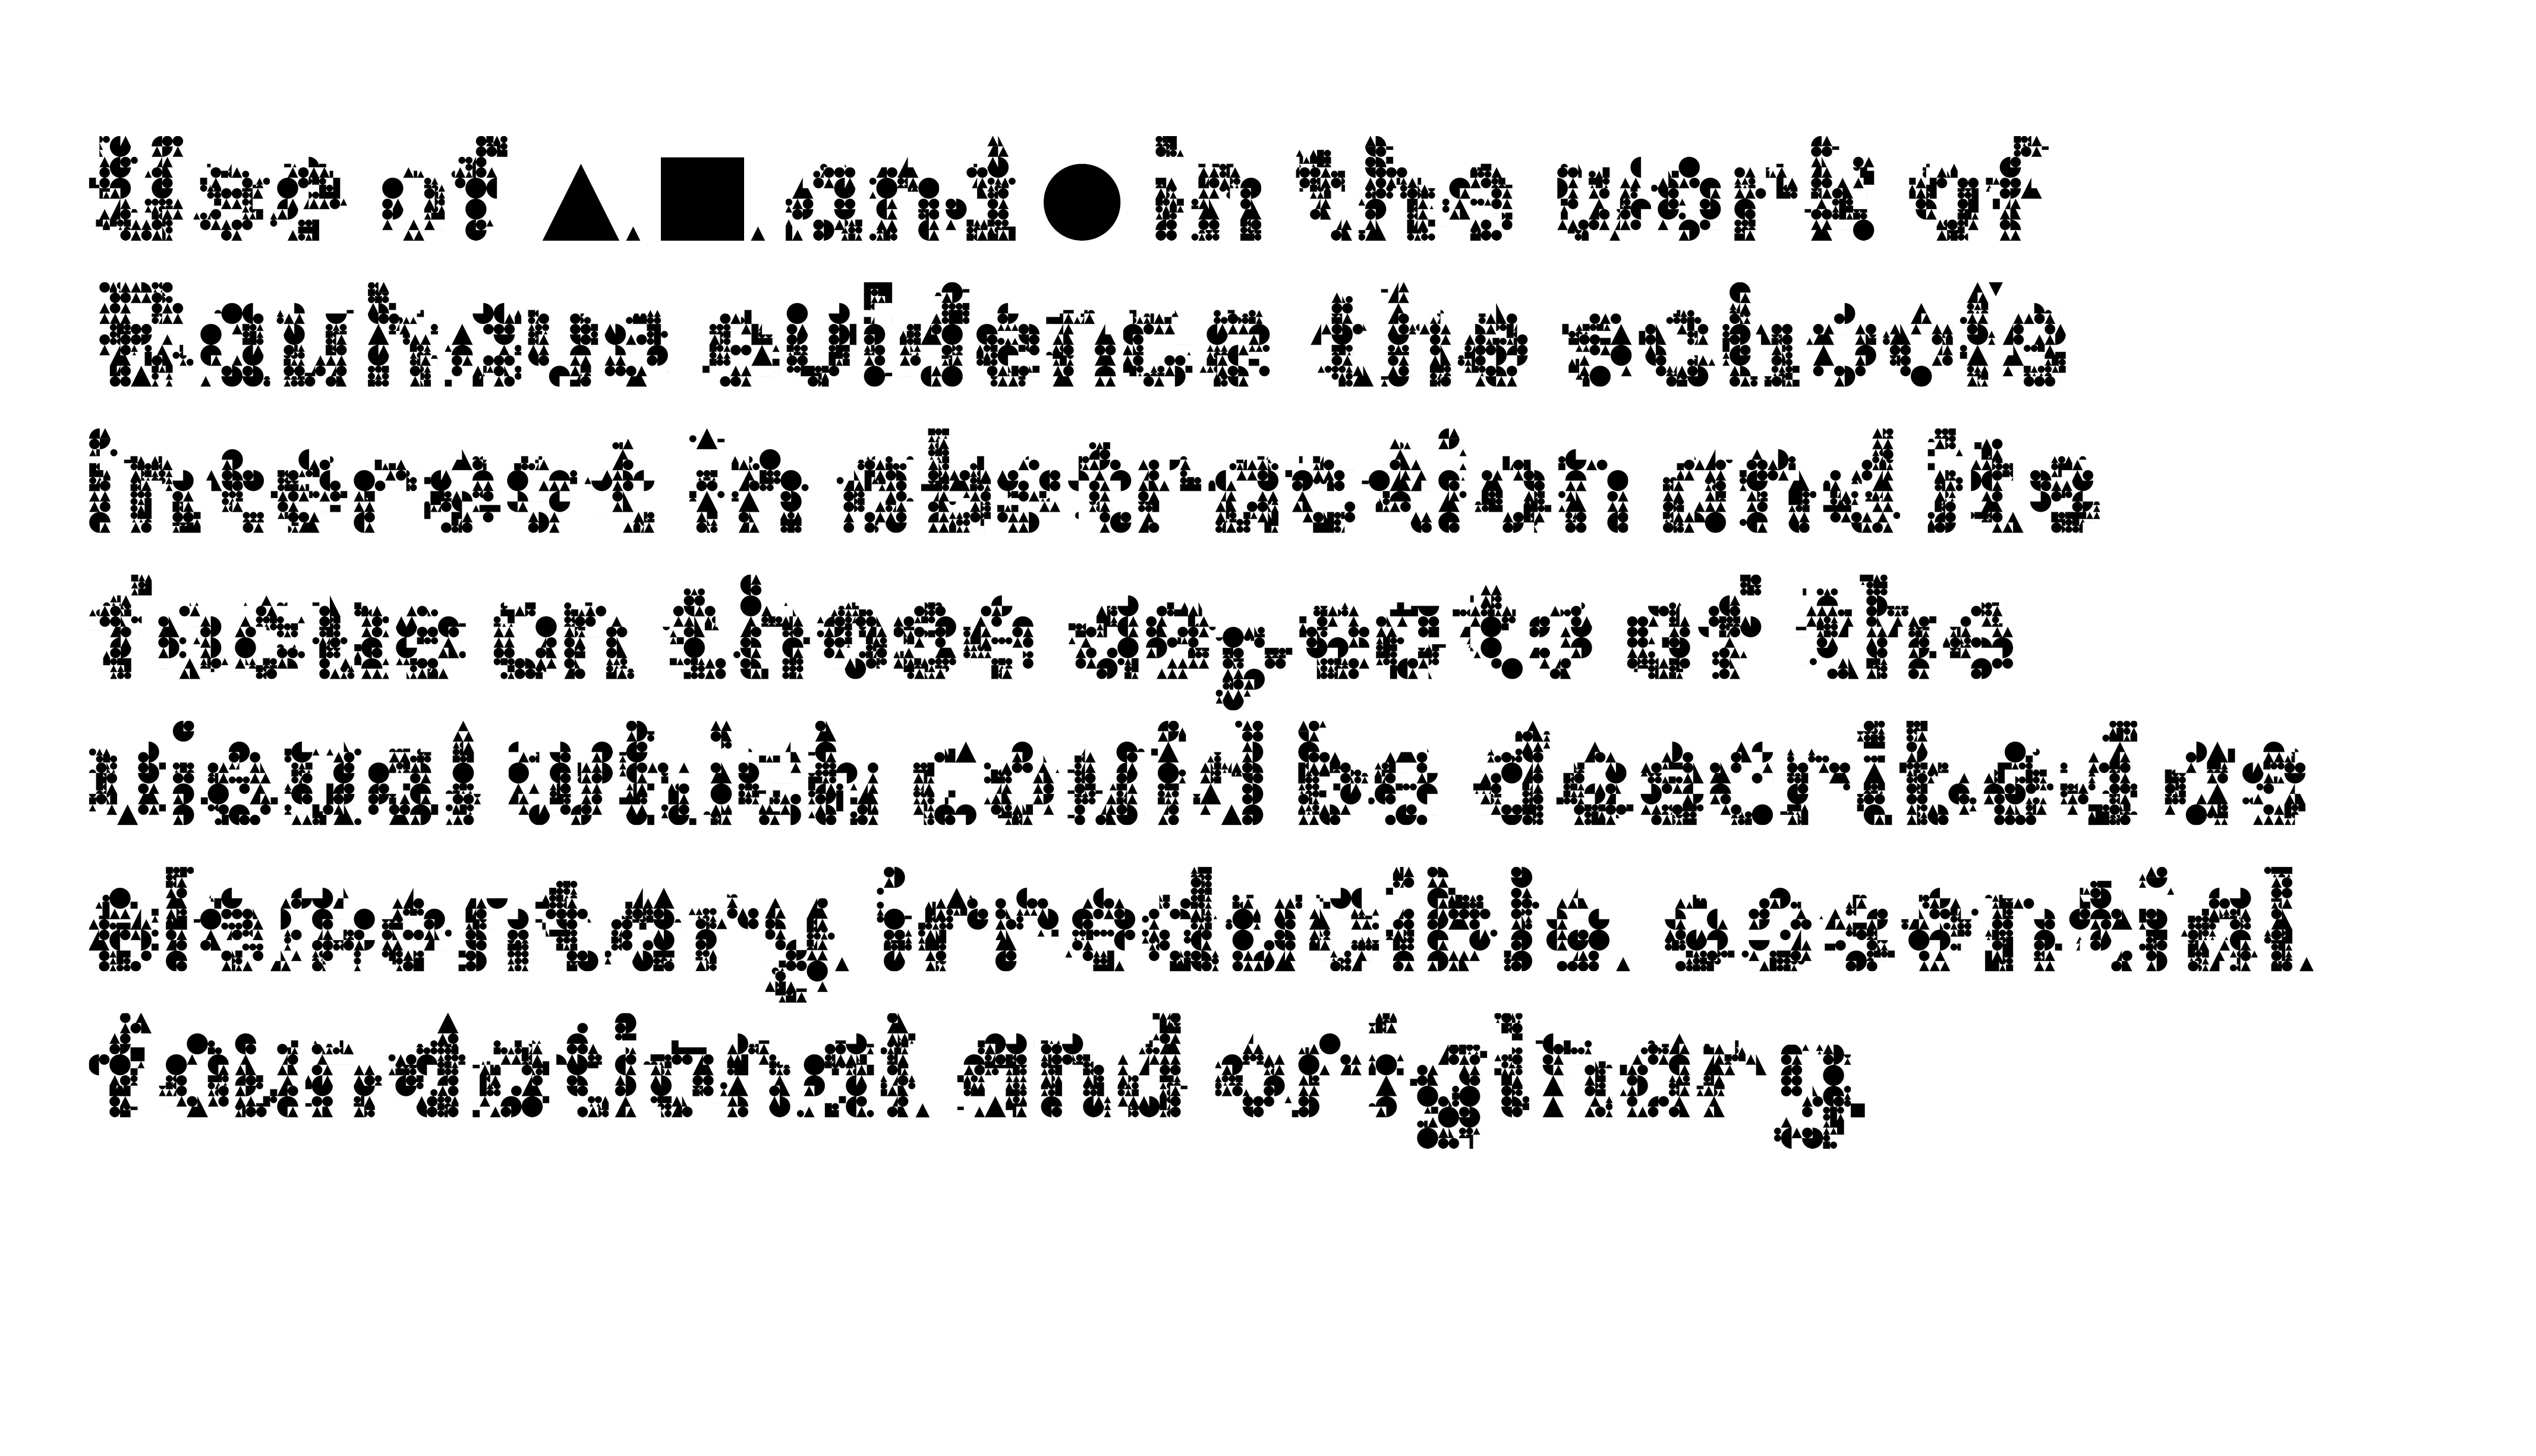 Use of ▲, ■, and ● in the work of
Bauhaus evidence the school's
interest in abstraction and its
focus on those aspects of the
visual which could be described as
elementary, irreducible, essential,
foundational, and originary.